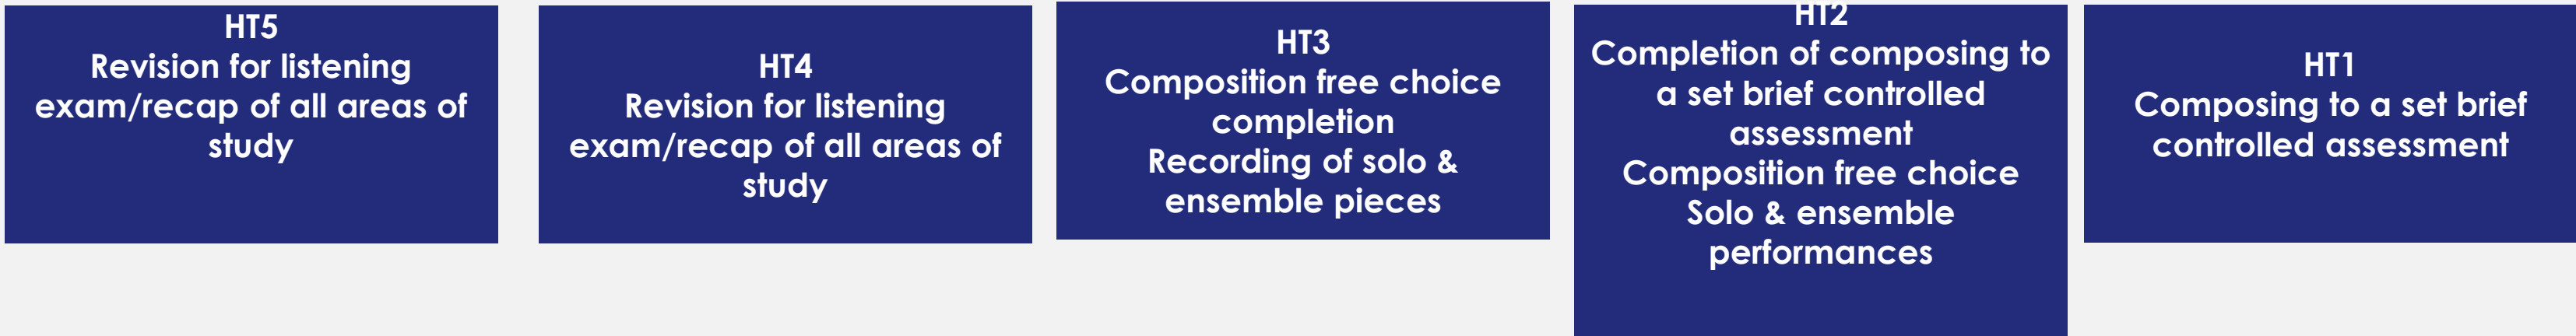 HT5
Revision for listening
exam/recap of all areas of
study
HT4
Revision for listening
exam/recap of all areas of
study
HT3
Composition free choice
completion
Recording of solo &
ensemble pieces
HT2
Completion of composing to
a set brief controlled
assessment
Composition free choice
Solo & ensemble
performances
HT1
Composing to a set brief
controlled assessment